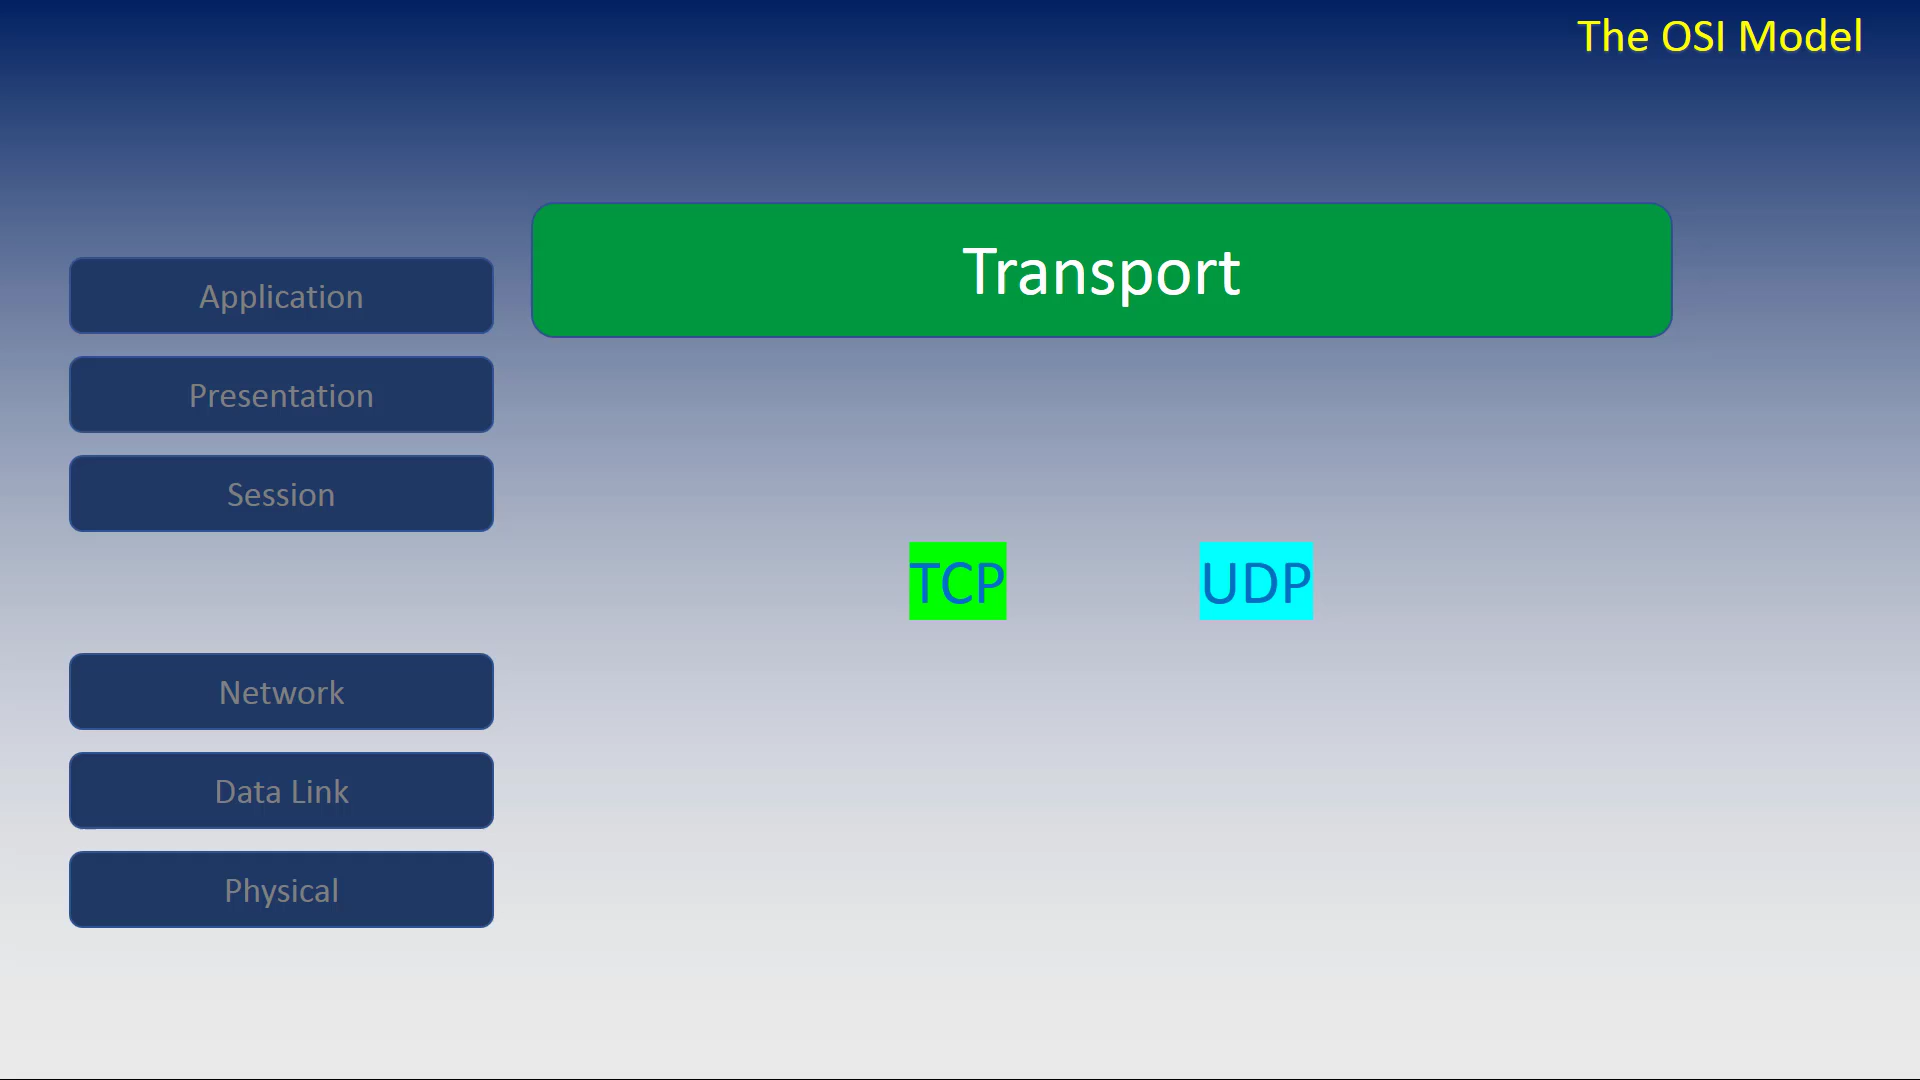 The OSI Model
Transport
Application
Presentation
Session
TCP
UDP
Network
Data Link
Physical